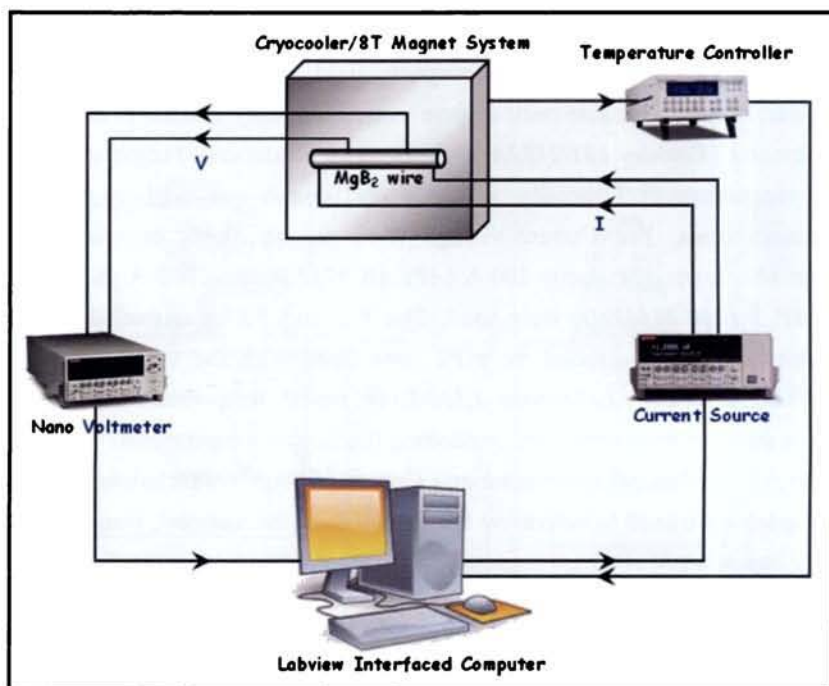 Cryocooler/8T Magnet System
Temperature Controller
V
MgB₂ wire
I
Nano Voltmeter
Current Source
Labview Interfaced Computer